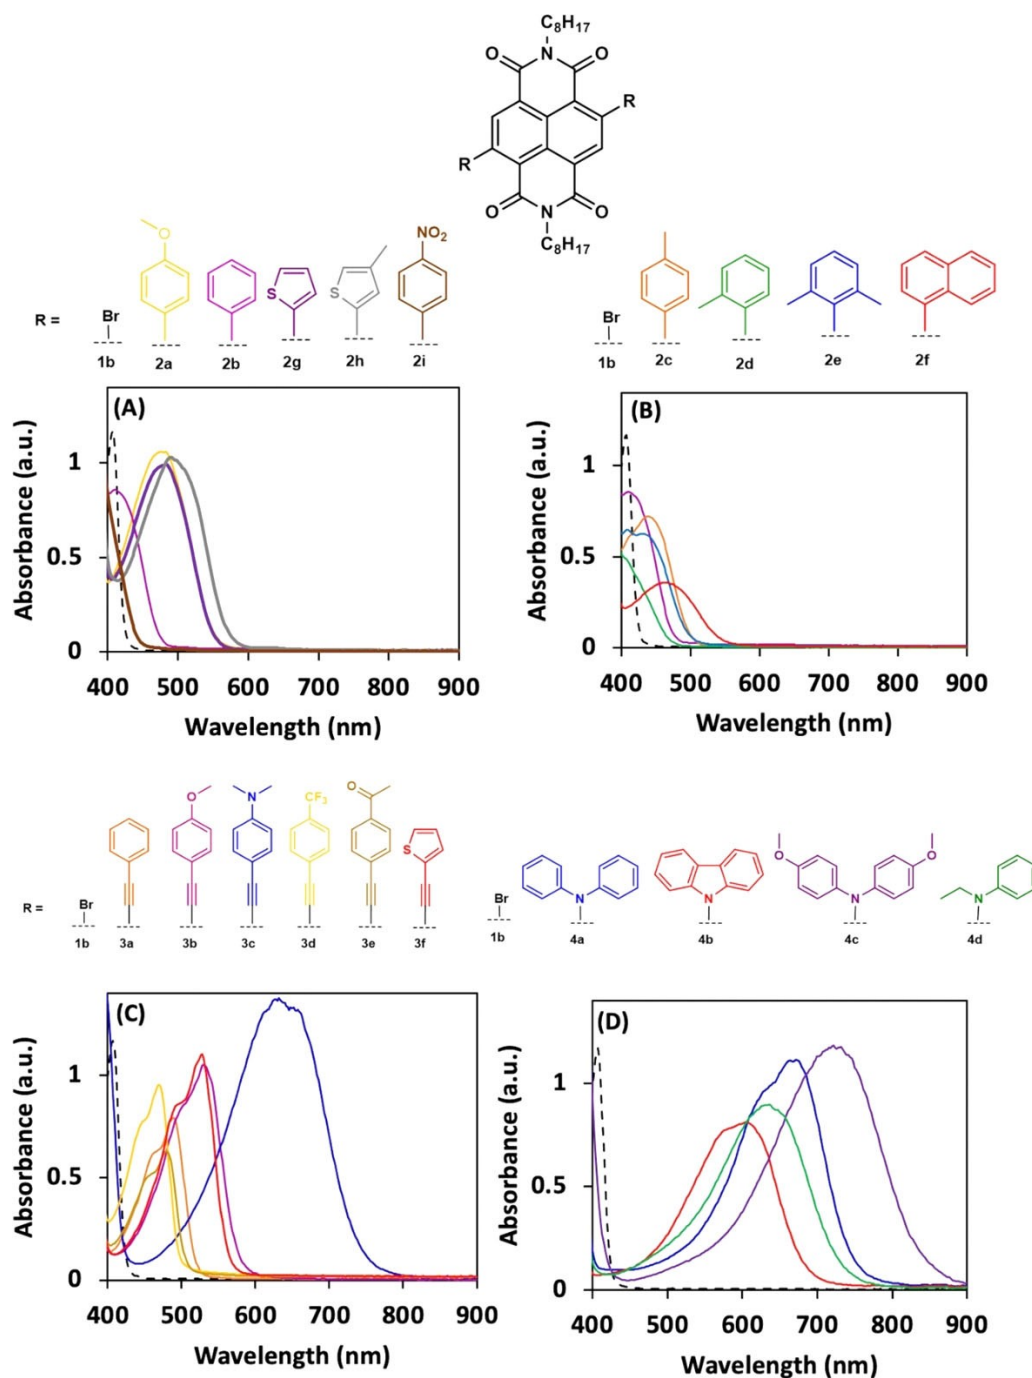 C8H17
O N O
R
R
O N O
C8H17
O NO2
S S
R = Br
1b 2a 2b 2g 2h 2i
Br
1b 2c 2d 2e 2f
(A)
Absorbance (a.u.)
1
0.5
0
400 500 600 700 800 900
Wavelength (nm)
(B)
Absorbance (a.u.)
1
0.5
0
400 500 600 700 800 900
Wavelength (nm)
O N CF3 O
S
R = Br
1b 3a 3b 3c 3d 3e 3f
O O
Br N N N N
1b 4a 4b 4c 4d
(C)
Absorbance (a.u.)
1
0.5
0
400 500 600 700 800 900
Wavelength (nm)
(D)
Absorbance (a.u.)
1
0.5
0
400 500 600 700 800 900
Wavelength (nm)